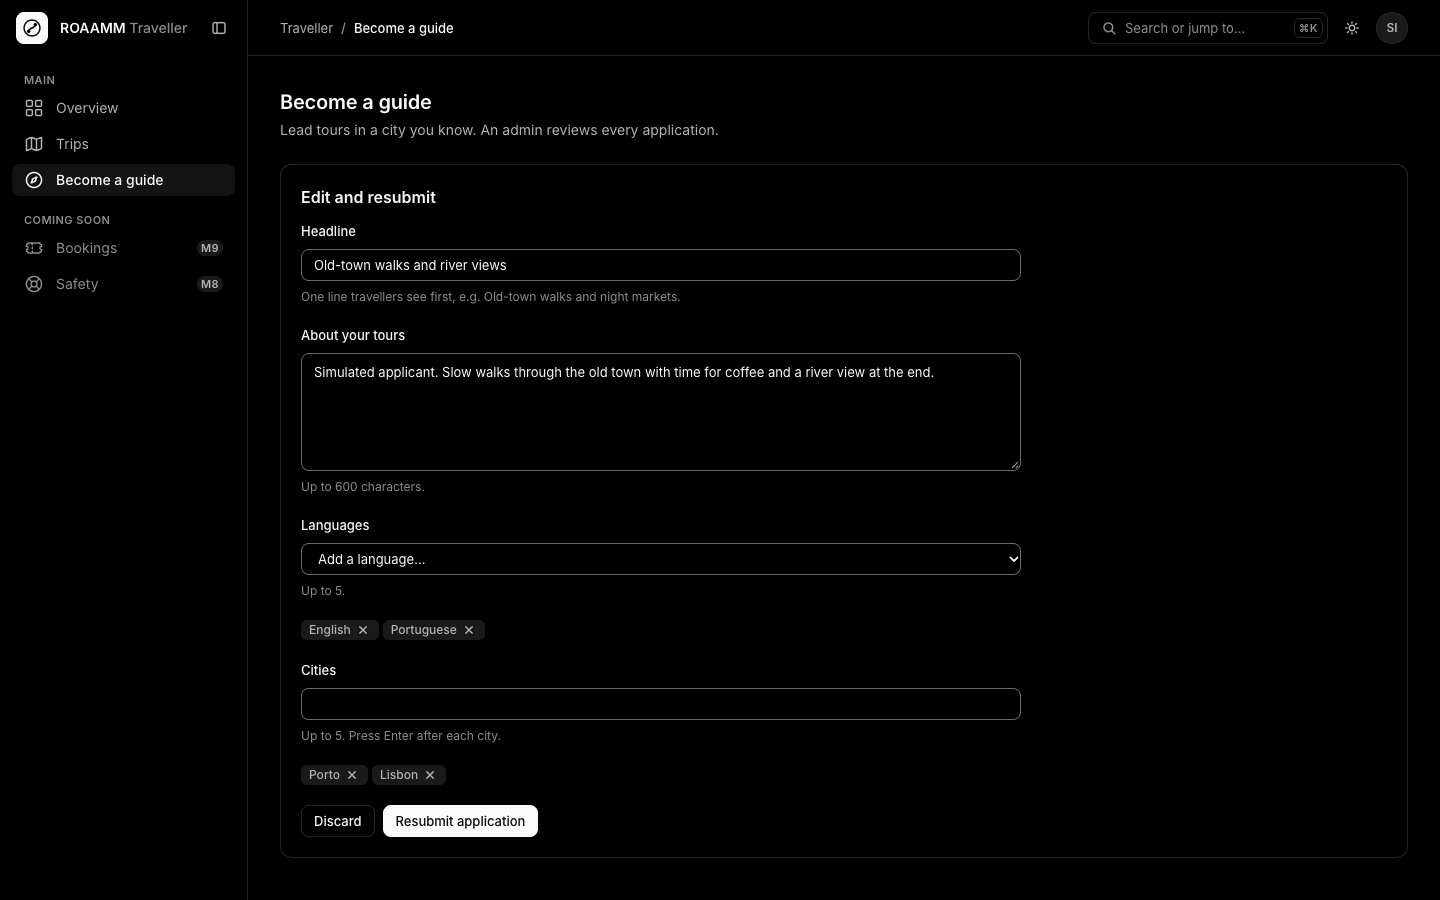 ROAAMM Traveller
MAIN
Overview
Trips
Become a guide
COMING SOON
Bookings M9
Safety M8
Traveller / Become a guide
Search or jump to... ⌘K
SI
Become a guide
Lead tours in a city you know. An admin reviews every application.
Edit and resubmit
Headline
Old-town walks and river views
One line travellers see first, e.g. Old-town walks and night markets.
About your tours
Simulated applicant. Slow walks through the old town with time for coffee and a river view at the end.
Up to 600 characters.
Languages
Add a language...
Up to 5.
English × Portuguese ×
Cities
Up to 5. Press Enter after each city.
Porto × Lisbon ×
Discard Resubmit application